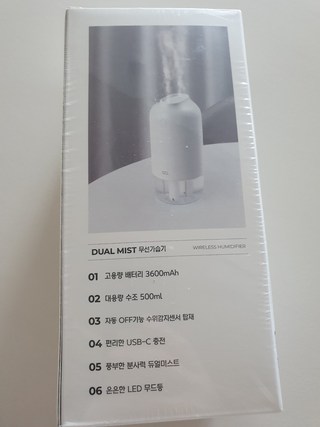 DUAL MIST 무선가습기
WIRELESS HUMIDIFIER
01 고용량 배터리 3600mAh
02 대용량 수조 500ml
03 자동 OFF가능 수위감지센서 탑재
04 편리한 USB-C 충전
05 풍부한 분사력 듀얼미스트
06 은은한 LED 무드등